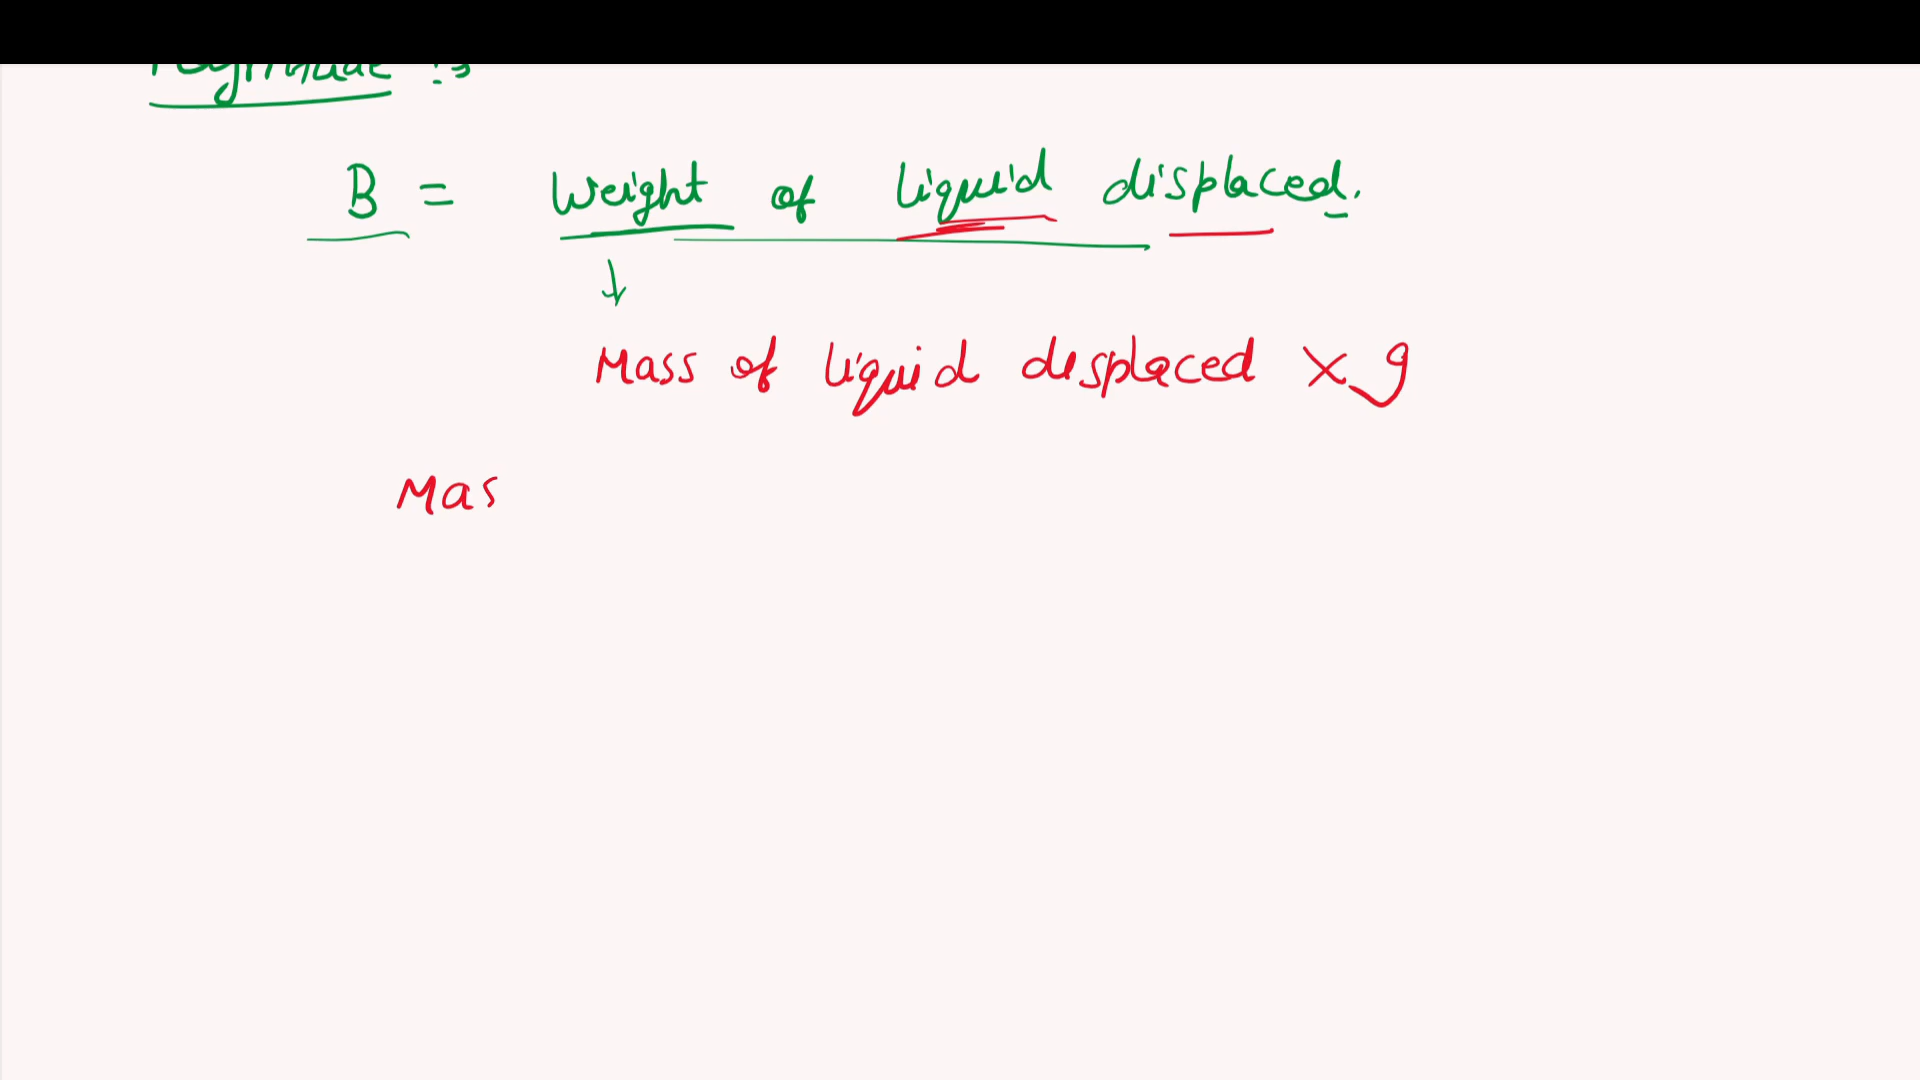 B = Weight of liquid displaced.
↓
Mass of liquid displaced × g
Mas